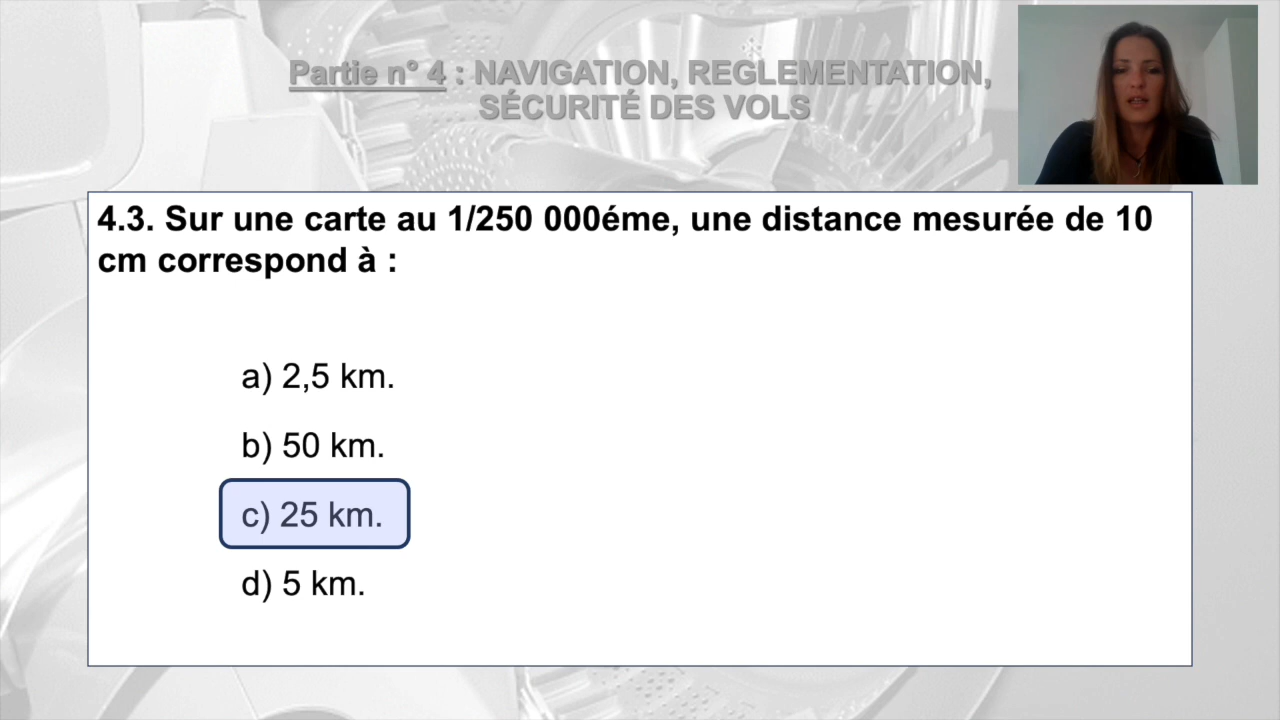 Partie n° 4 : NAVIGATION, REGLEMENTATION,
SÉCURITÉ DES VOLS
4.3. Sur une carte au 1/250 000éme, une distance mesurée de 10
cm correspond à :
a) 2,5 km.
b) 50 km.
c) 25 km.
d) 5 km.